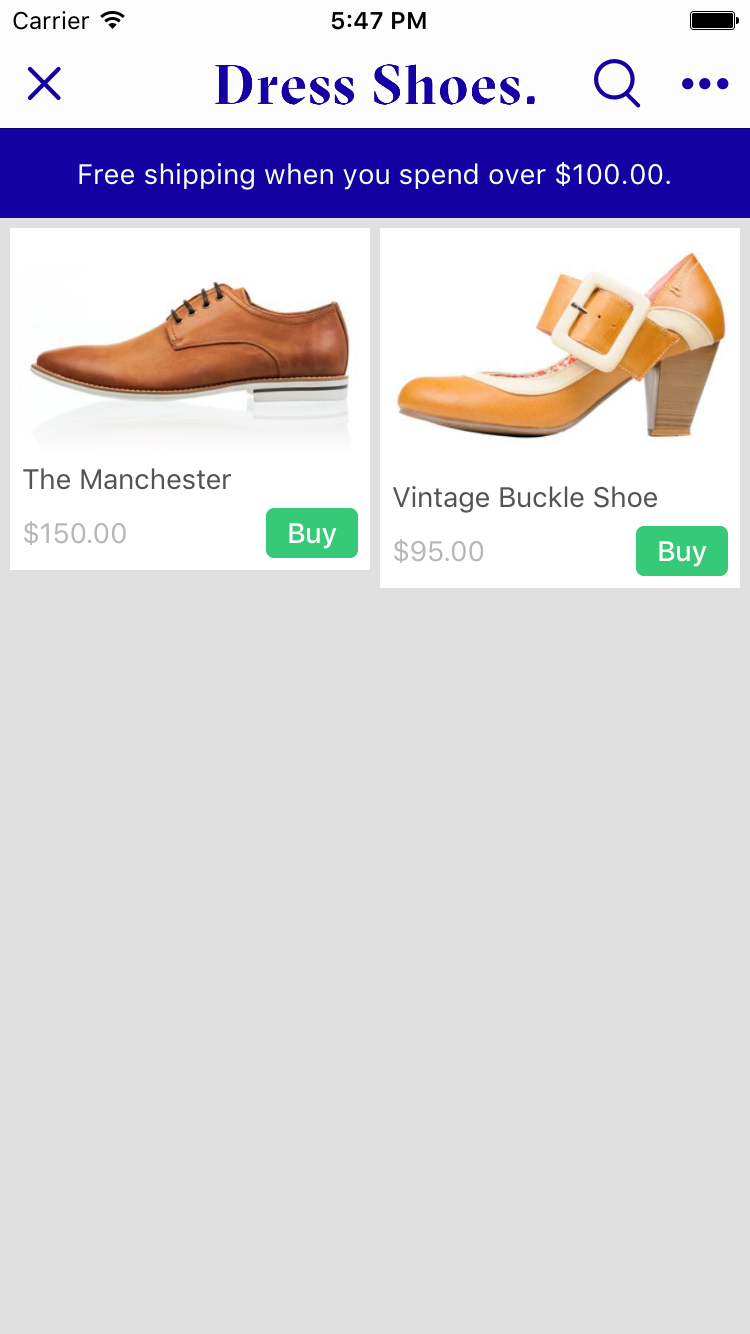 Carrier 5:47 PM
Dress Shoes.
Free shipping when you spend over $100.00.
The Manchester
$150.00 Buy
Vintage Buckle Shoe
$95.00 Buy